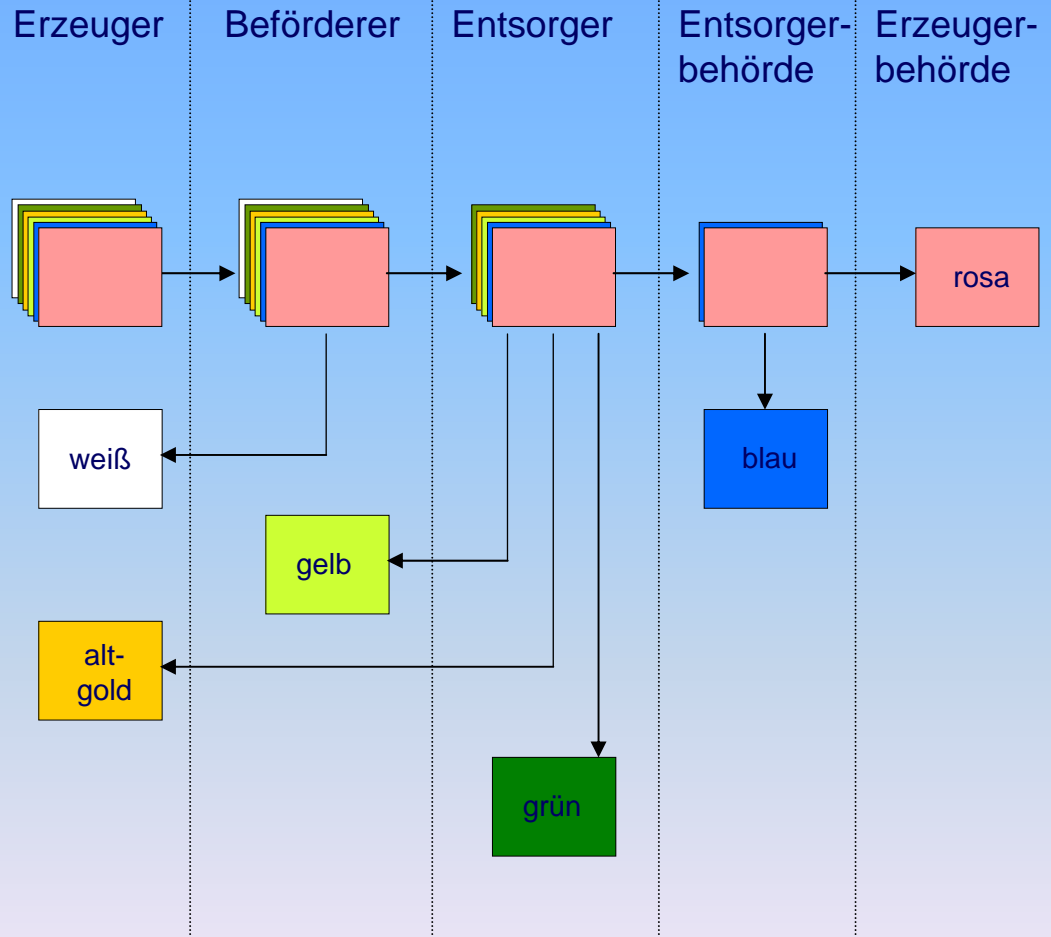 Erzeuger
Beförderer
Entsorger
Entsorger-
behörde
Erzeuger-
behörde
rosa
weiß
blau
gelb
alt-
gold
grün